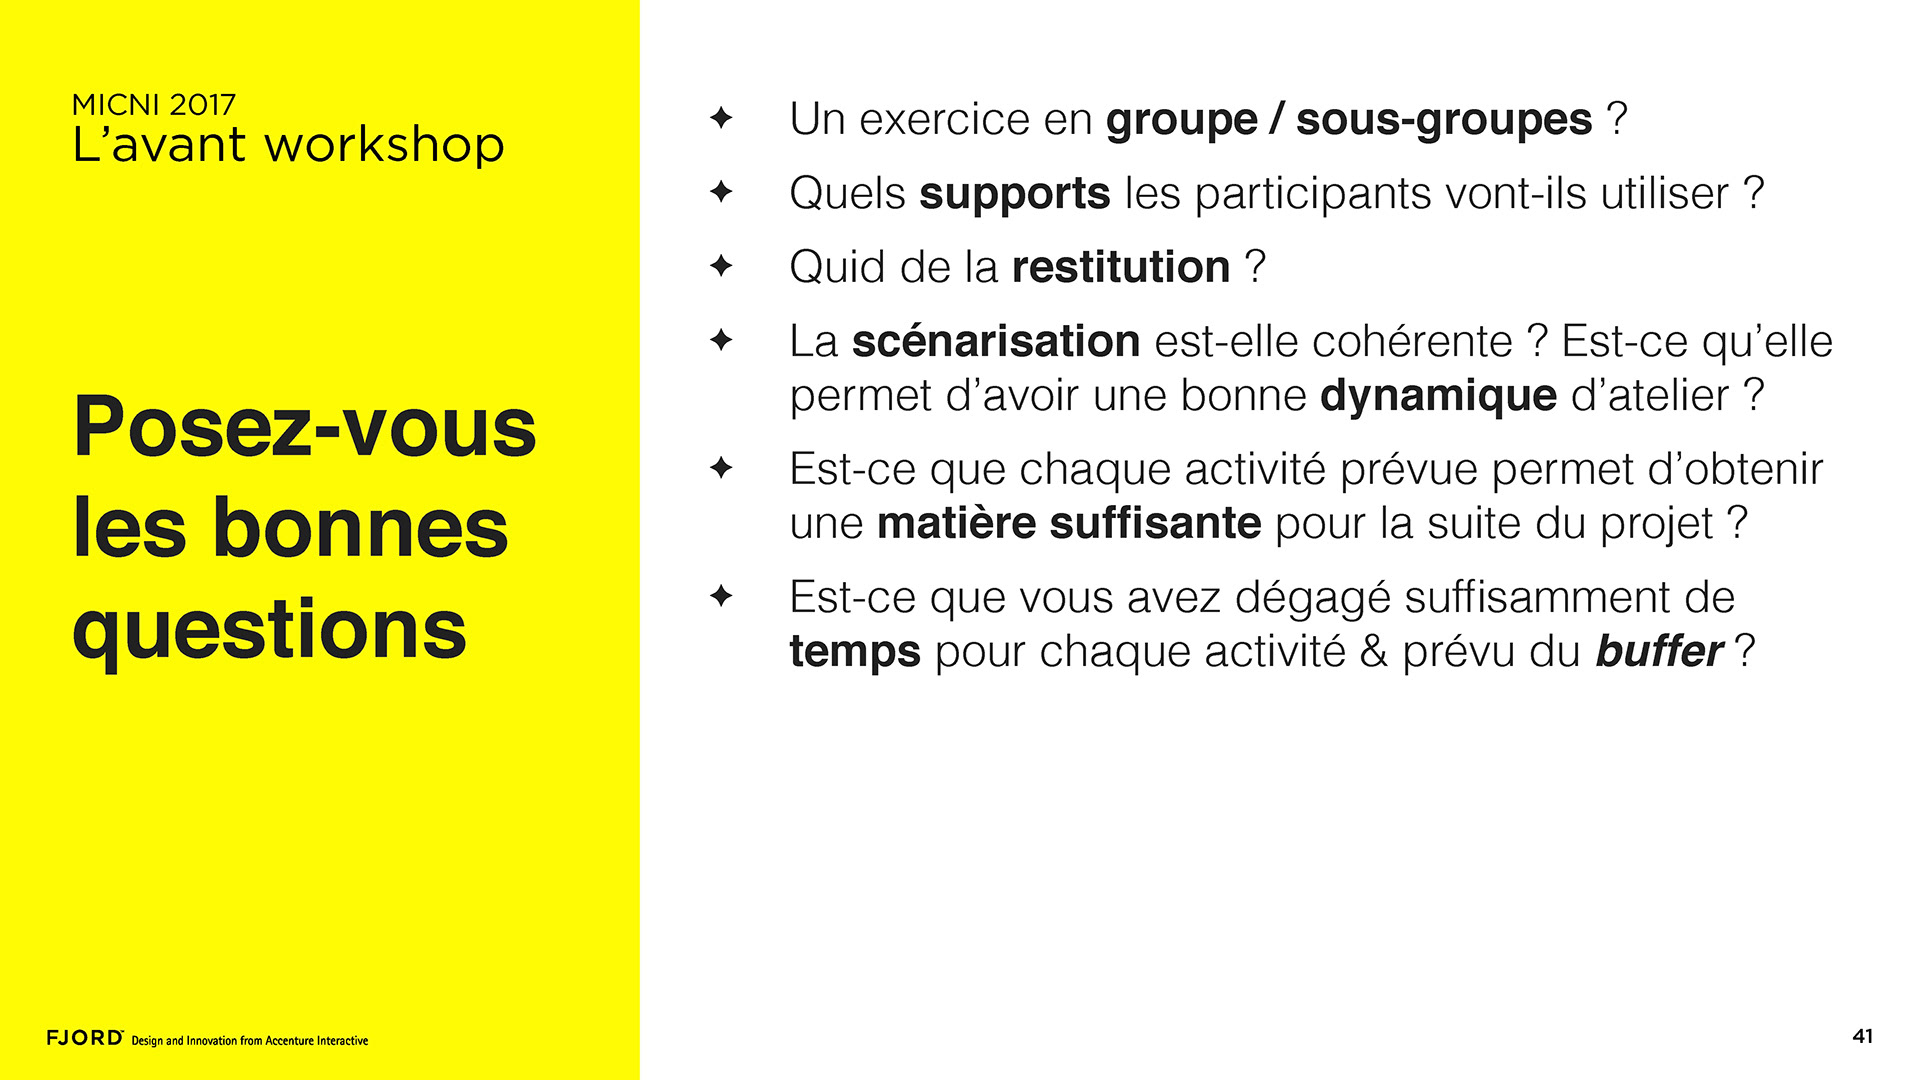 MICNI 2017
L’avant workshop
Posez-vous
les bonnes
questions
✦ Un exercice en groupe / sous-groupes ?
✦ Quels supports les participants vont-ils utiliser ?
✦ Quid de la restitution ?
✦ La scénarisation est-elle cohérente ? Est-ce qu’elle
permet d’avoir une bonne dynamique d’atelier ?
✦ Est-ce que chaque activité prévue permet d’obtenir
une matière suffisante pour la suite du projet ?
✦ Est-ce que vous avez dégagé suffisamment de
temps pour chaque activité & prévu du buffer ?
FJORD™ Design and Innovation from Accenture Interactive
41